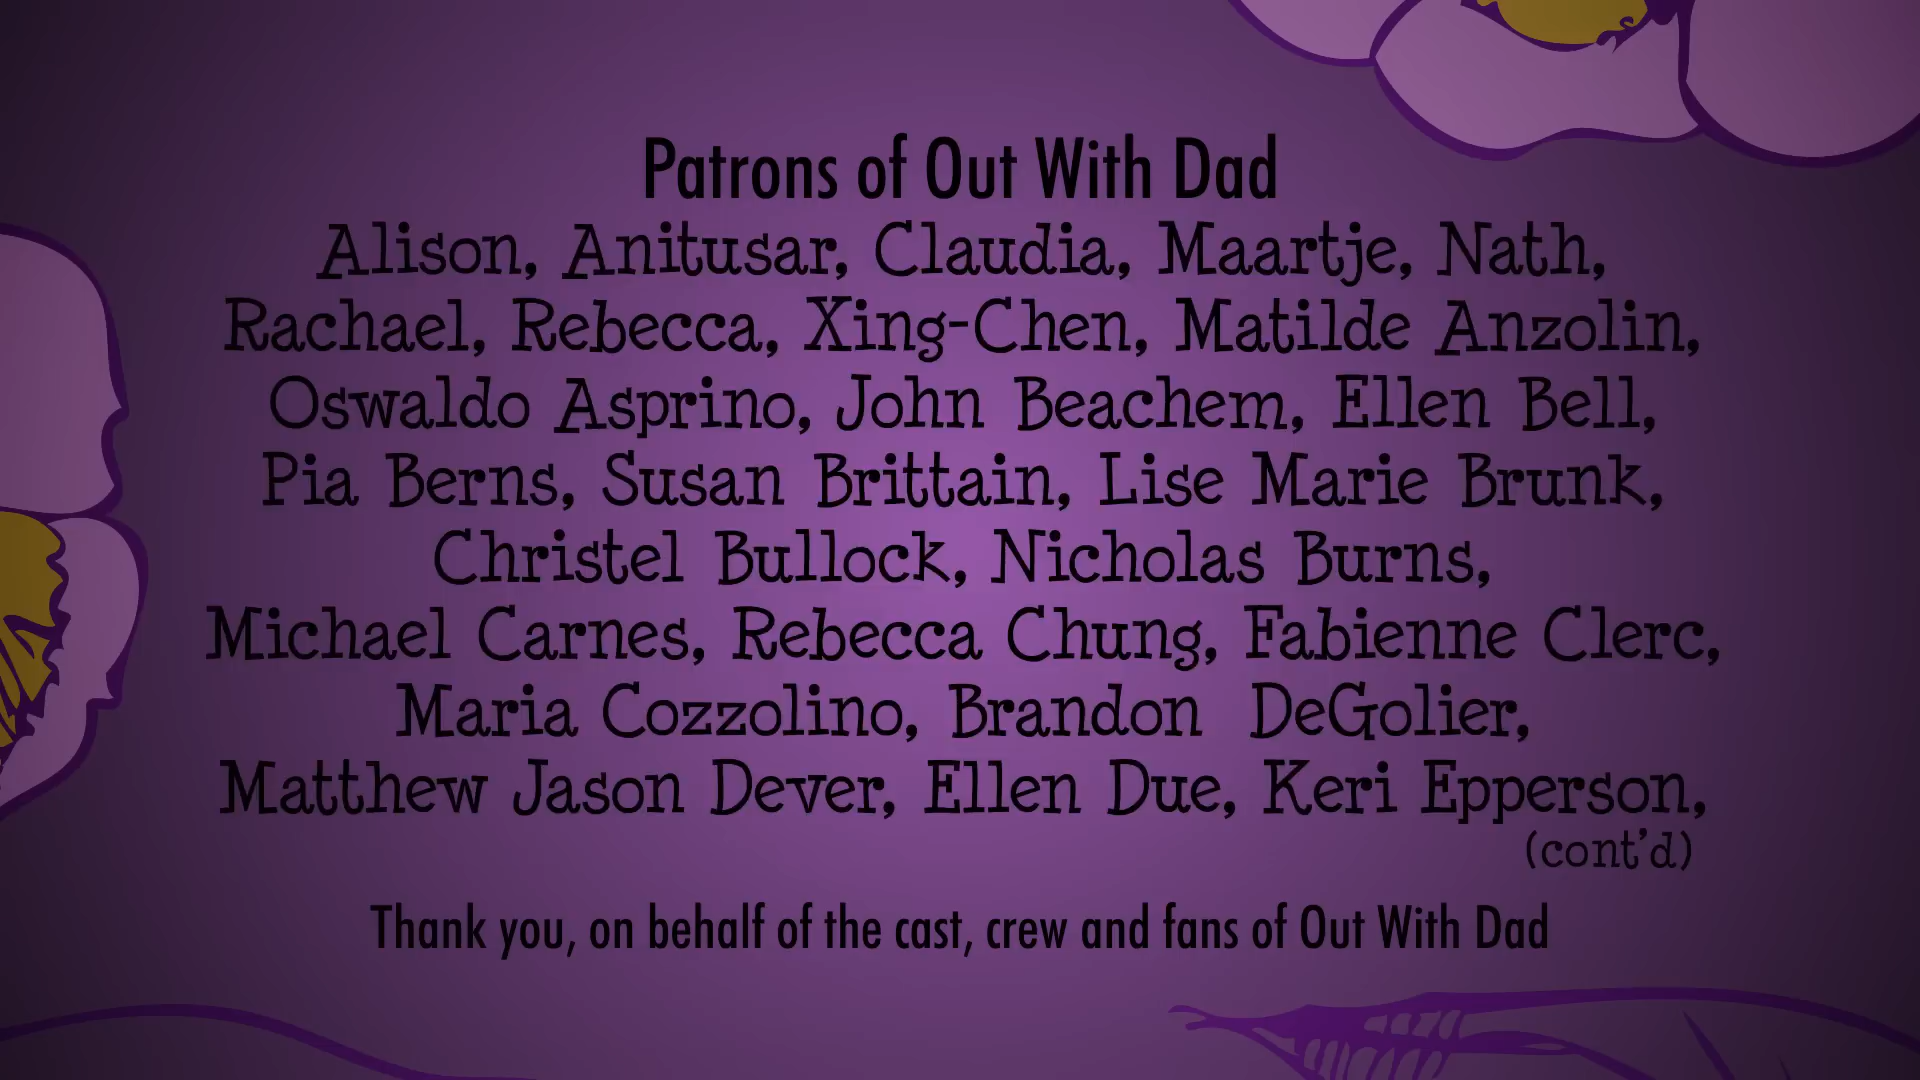 Patrons of Out With Dad
Alison, Anitusar, Claudia, Maartje, Nath,
Rachael, Rebecca, Xing-Chen, Matilde Anzolin,
Oswaldo Asprino, John Beachem, Ellen Bell,
Pia Berns, Susan Brittain, Lise Marie Brunk,
Christel Bullock, Nicholas Burns,
Michael Carnes, Rebecca Chung, Fabienne Clerc,
Maria Cozzolino, Brandon DeGolier,
Matthew Jason Dever, Ellen Due, Keri Epperson,
(cont'd)
Thank you, on behalf of the cast, crew and fans of Out With Dad